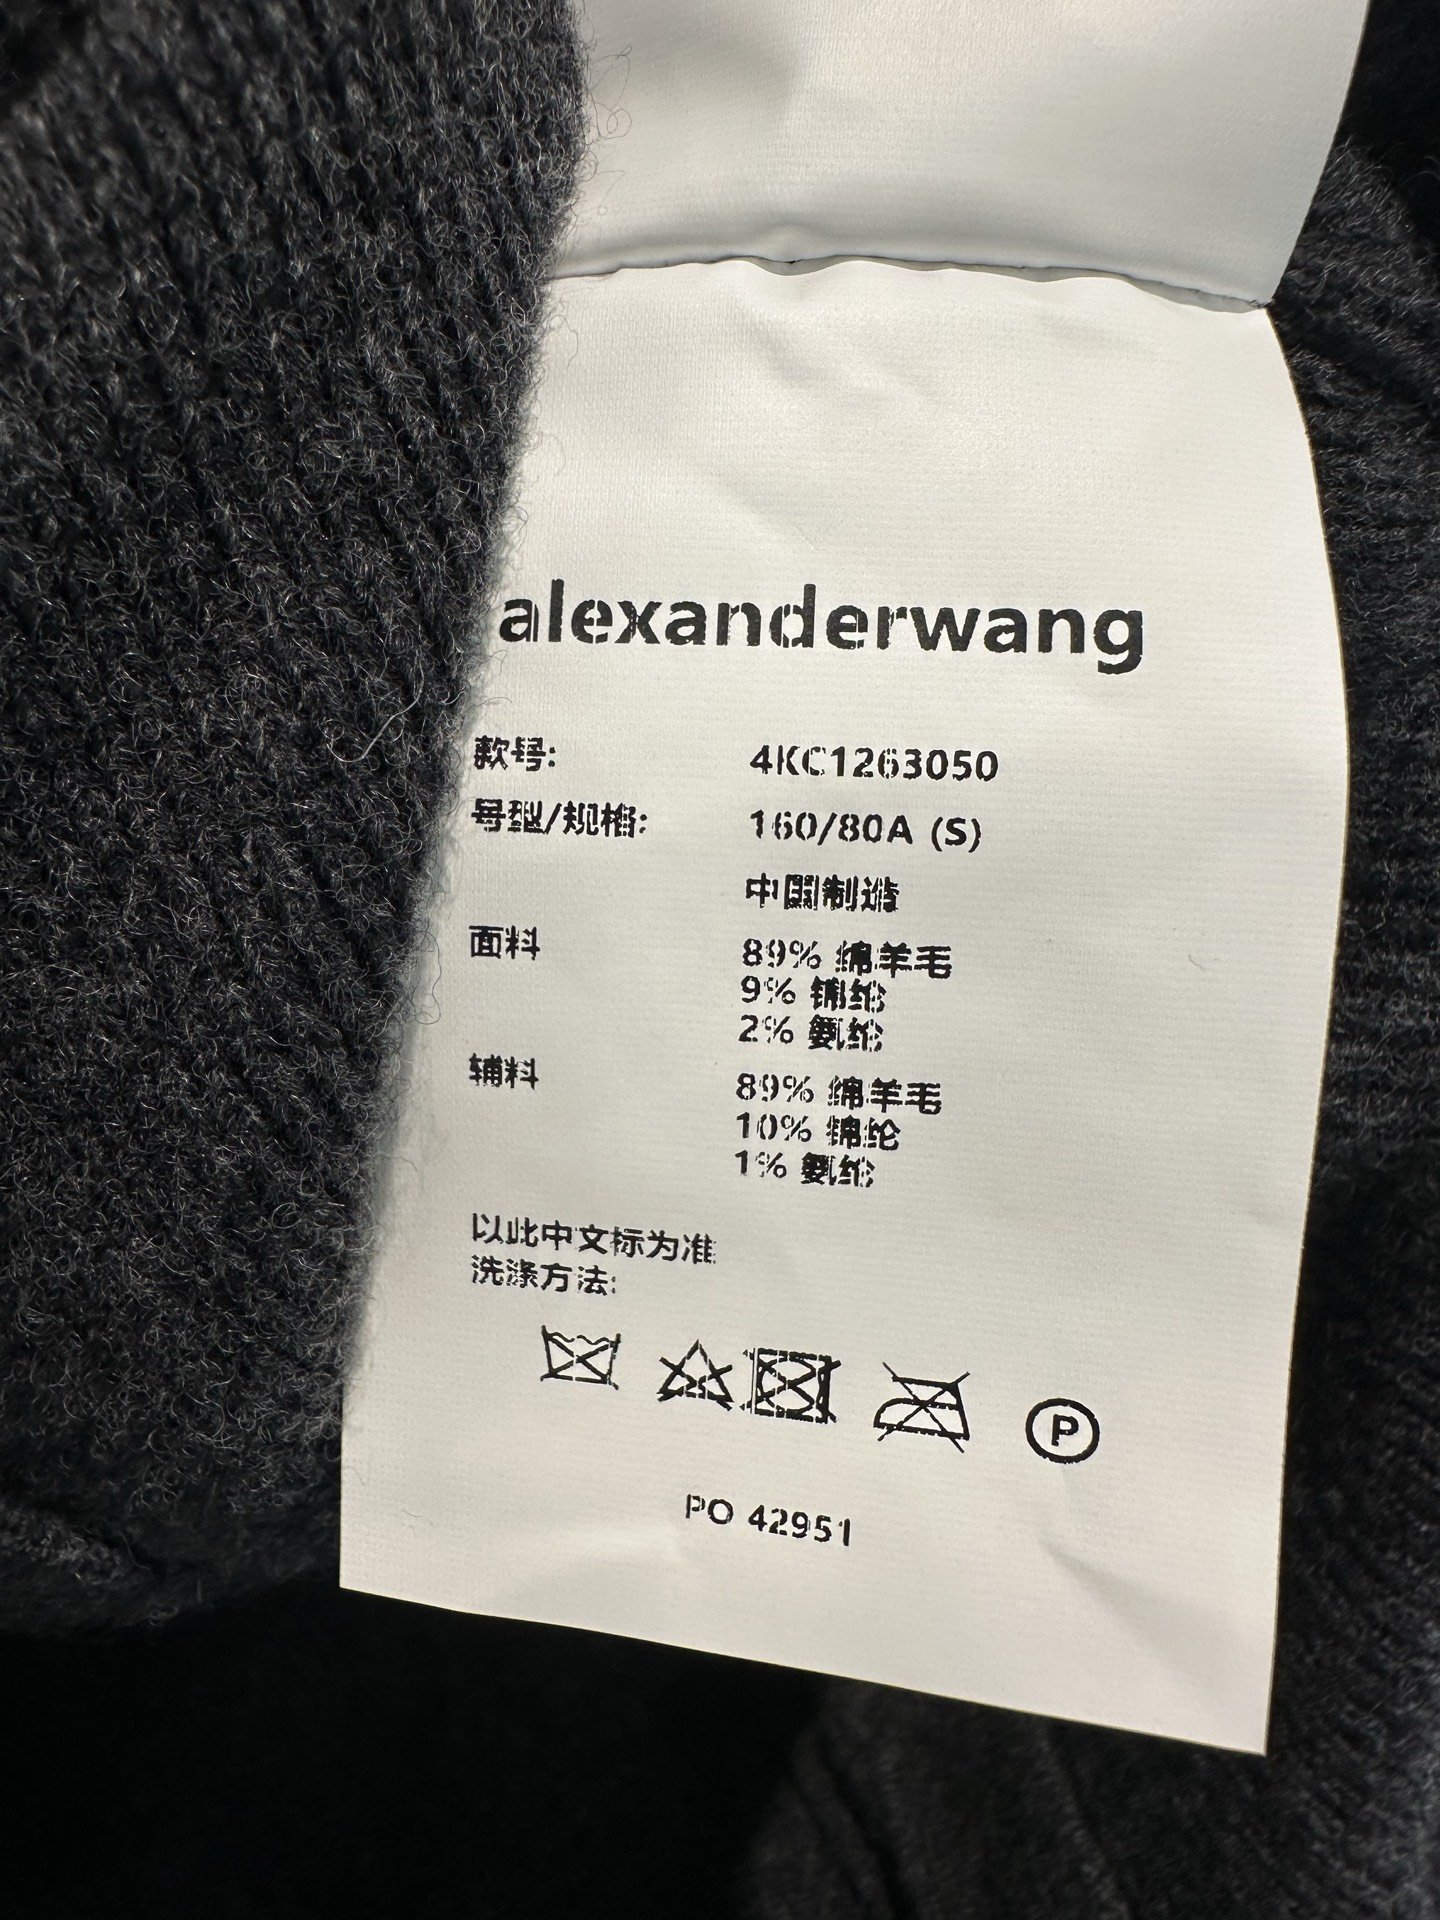 alexanderwang
款号: 4KC1263050
号型/规格: 160/80A (S)
中国制造
面料 89% 绵羊毛
9% 锦纶
2% 氨纶
辅料 89% 绵羊毛
10% 锦纶
1% 氨纶
以此中文标为准
洗涤方法:
P
PO 42951